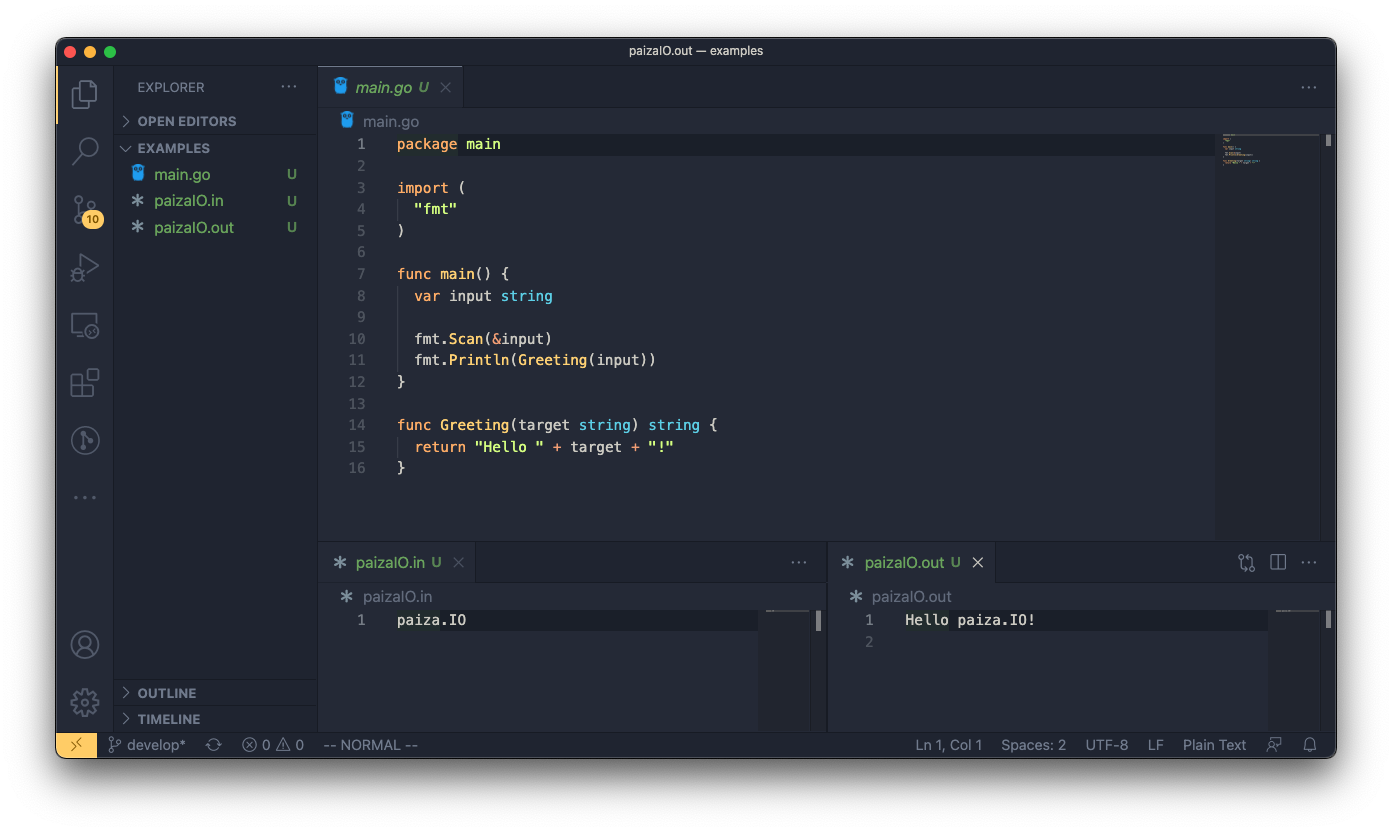 paizaIO.out — examples
EXPLORER
OPEN EDITORS
EXAMPLES
main.go U
paizaIO.in U
paizaIO.out U
10
OUTLINE
TIMELINE
main.go U
main.go
1 package main
2
3 import (
4 "fmt"
5 )
6
7 func main() {
8 var input string
9
10 fmt.Scan(&input)
11 fmt.Println(Greeting(input))
12 }
13
14 func Greeting(target string) string {
15 return "Hello " + target + "!"
16 }
paizaIO.in U
paizaIO.in
1 paiza.IO
paizaIO.out U
paizaIO.out
1 Hello paiza.IO!
2
develop* 0 0 -- NORMAL -- Ln 1, Col 1 Spaces: 2 UTF-8 LF Plain Text